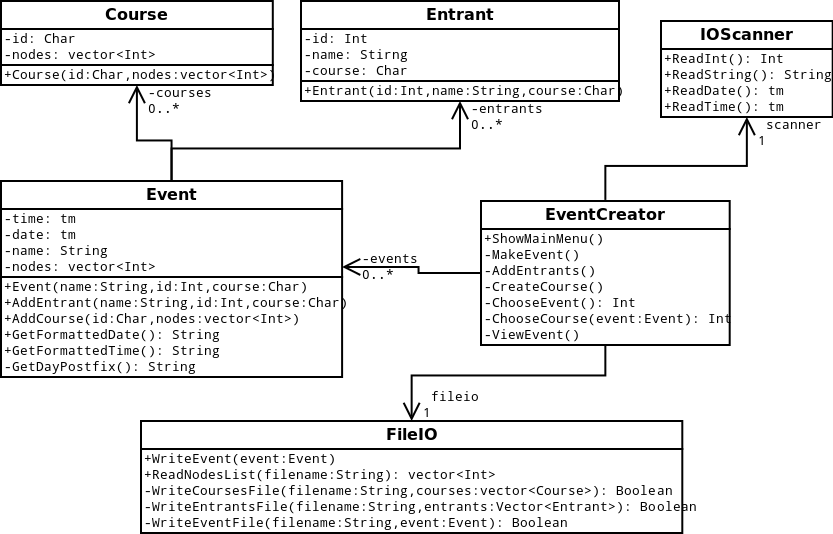 Course
-id: Char
-nodes: vector<Int>
+Course(id:Char,nodes:vector<Int>)
Entrant
-id: Int
-name: Stirng
-course: Char
+Entrant(id:Int,name:String,course:Char)
IOScanner
+ReadInt(): Int
+ReadString(): String
+ReadDate(): tm
+ReadTime(): tm
-courses
0..*
-entrants
0..*
scanner
1
Event
-time: tm
-date: tm
-name: String
-nodes: vector<Int>
+Event(name:String,id:Int,course:Char)
+AddEntrant(name:String,id:Int,course:Char)
+AddCourse(id:Char,nodes:vector<Int>)
+GetFormattedDate(): String
+GetFormattedTime(): String
-GetDayPostfix(): String
-events
0..*
EventCreator
+ShowMainMenu()
-MakeEvent()
-AddEntrants()
-CreateCourse()
-ChooseEvent(): Int
-ChooseCourse(event:Event): Int
-ViewEvent()
fileio
1
FileIO
+WriteEvent(event:Event)
+ReadNodesList(filename:String): vector<Int>
-WriteCoursesFile(filename:String,courses:vector<Course>): Boolean
-WriteEntrantsFile(filename:String,entrants:Vector<Entrant>): Boolean
-WriteEventFile(filename:String,event:Event): Boolean